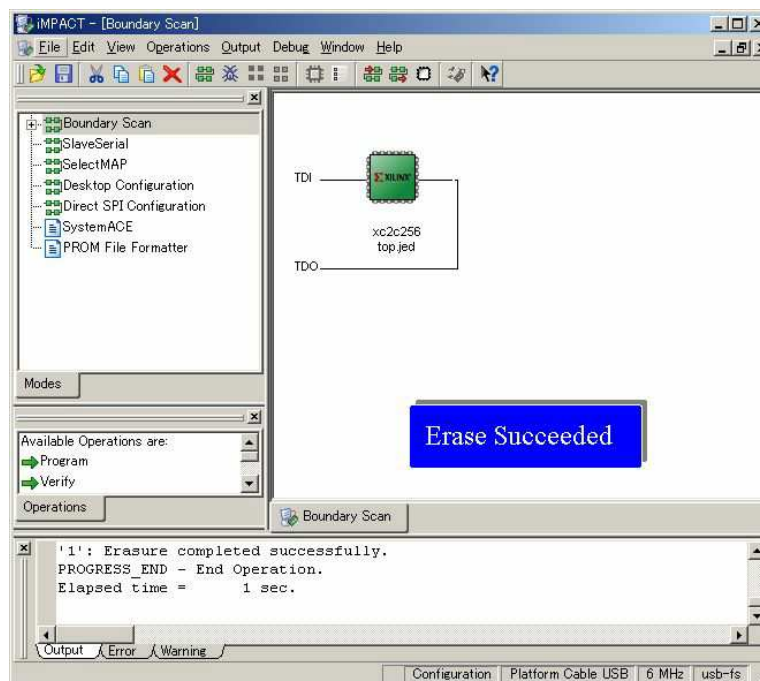 iMPACT - [Boundary Scan]
File Edit View Operations Output Debug Window Help
Boundary Scan
SlaveSerial
SelectMAP
Desktop Configuration
Direct SPI Configuration
SystemACE
PROM File Formatter
Modes
TDI
XILINX
xc2c256
top.jed
TDO
Available Operations are:
Program
Verify
Operations
Erase Succeeded
Boundary Scan
'1': Erasure completed successfully.
PROGRESS_END - End Operation.
Elapsed time = 1 sec.
Output Error Warning
Configuration Platform Cable USB 6 MHz usb-fs